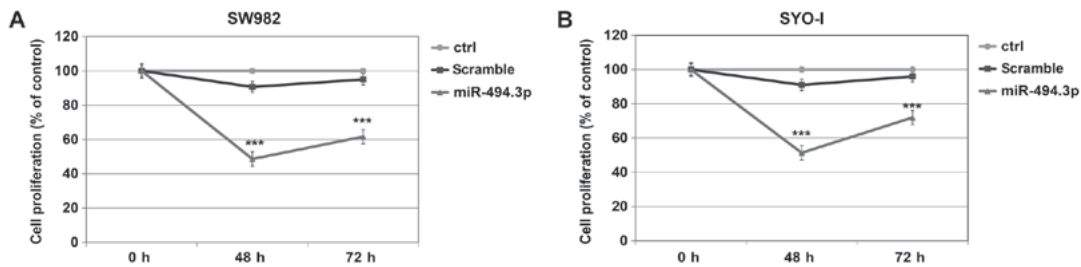 A
SW982
Cell proliferation (% of control)
120
100
80
60
40
20
0
***
***
0 h
48 h
72 h
ctrl
Scramble
miR-494.3p
B
SYO-I
Cell proliferation (% of control)
120
100
80
60
40
20
0
***
***
0 h
48 h
72 h
ctrl
Scramble
miR-494.3p